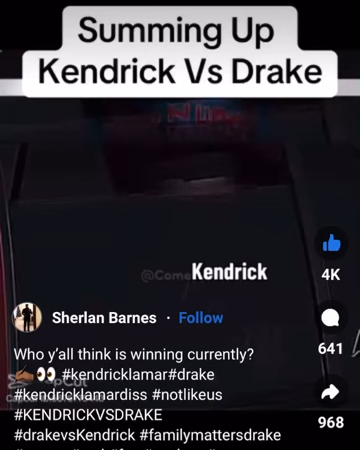 Summing Up
Kendrick Vs Drake
@Come
Kendrick
4K
Sherlan Barnes · Follow
641
Who y'all think is winning currently?
👀 #kendricklamar#drake
#kendricklamardiss #notlikeus
#KENDRICKVSDRAKE
968
#drakevsKendrick #familymattersdrake